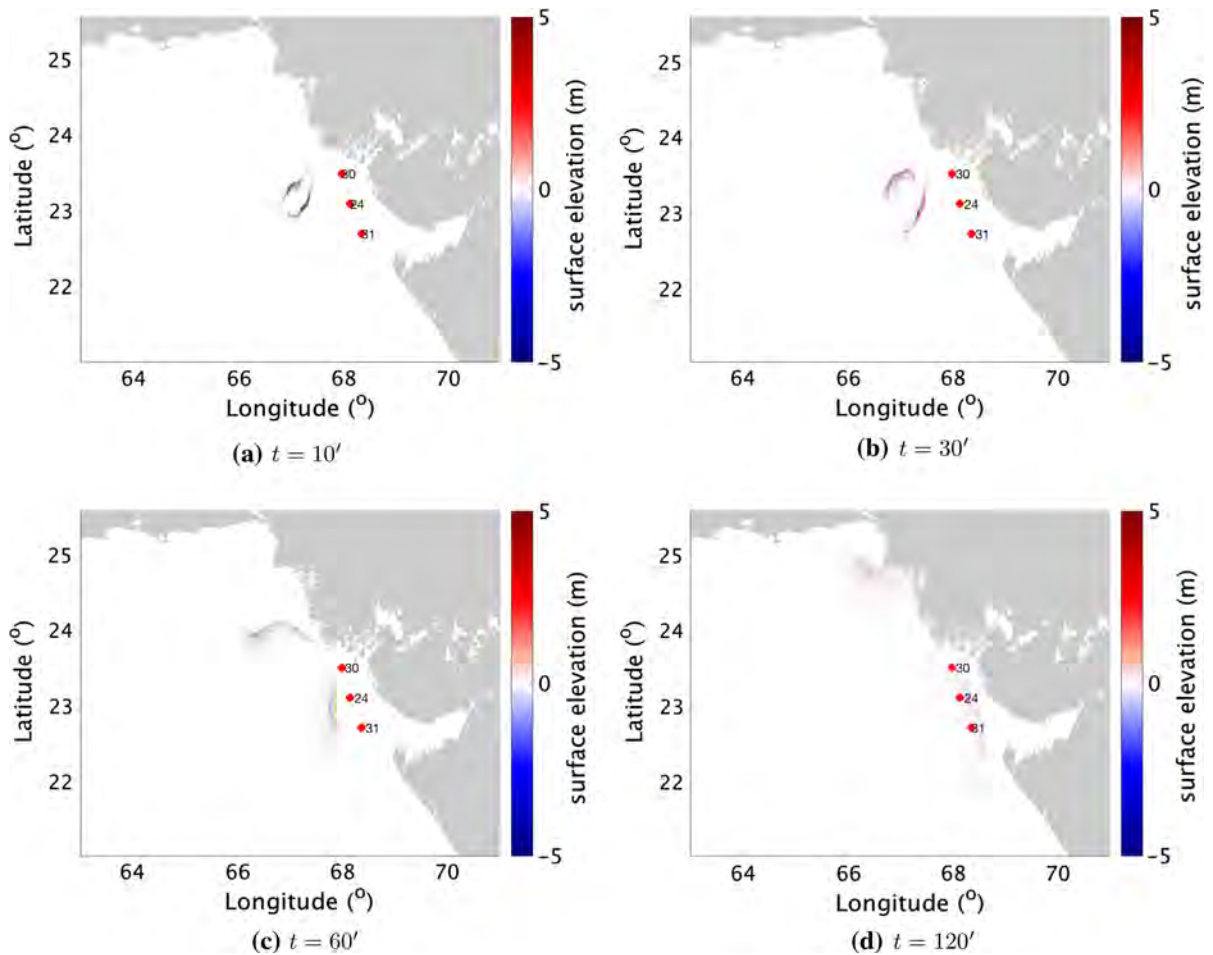 25
24
23
22
Latitude (°)
64 66 68 70
Longitude (°)
30
24
31
5
0
−5
surface elevation (m)
(a) t = 10′
25
24
23
22
Latitude (°)
64 66 68 70
Longitude (°)
30
24
31
5
0
−5
surface elevation (m)
(b) t = 30′
25
24
23
22
Latitude (°)
64 66 68 70
Longitude (°)
30
24
31
5
0
−5
surface elevation (m)
(c) t = 60′
25
24
23
22
Latitude (°)
64 66 68 70
Longitude (°)
30
24
31
5
0
−5
surface elevation (m)
(d) t = 120′